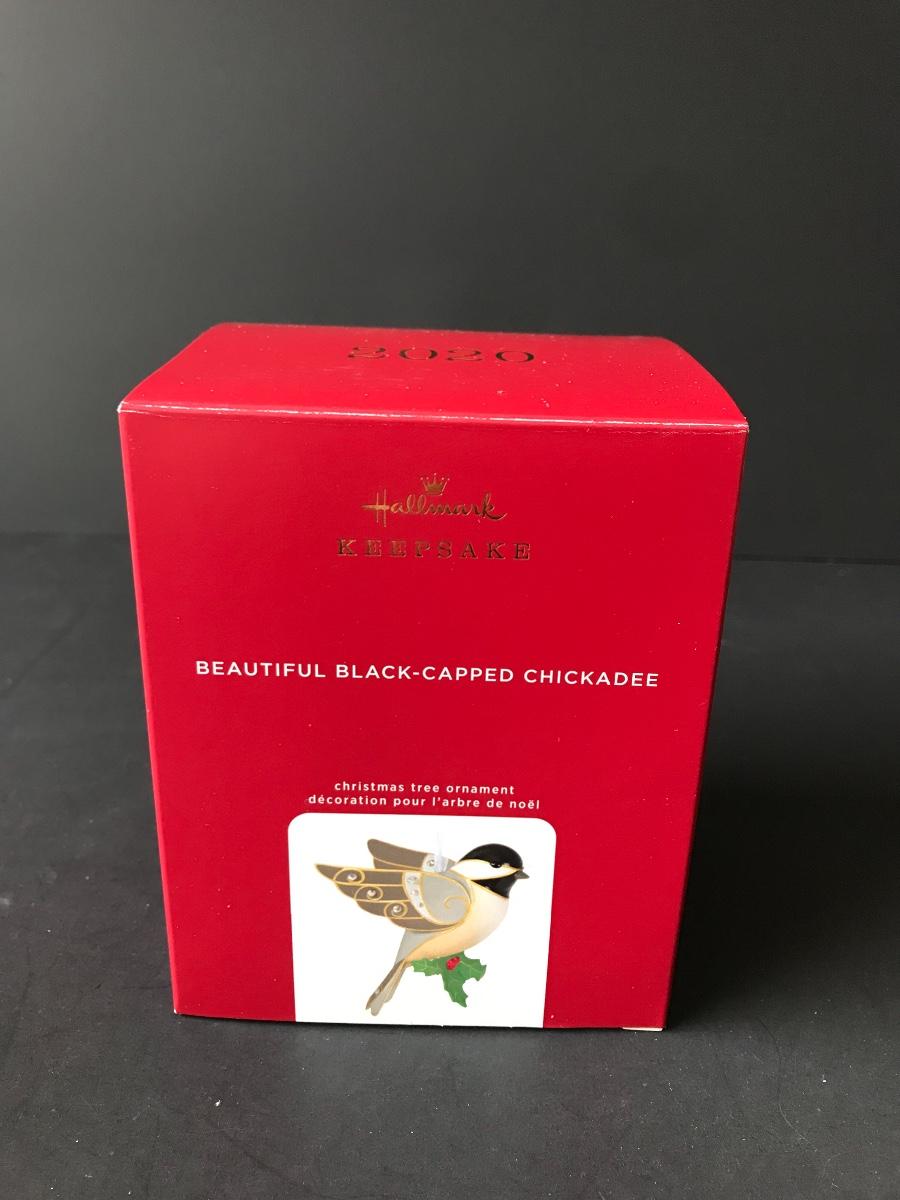 2020
Hallmark
KEEPSAKE
BEAUTIFUL BLACK-CAPPED CHICKADEE
christmas tree ornament
décoration pour l'arbre de noël